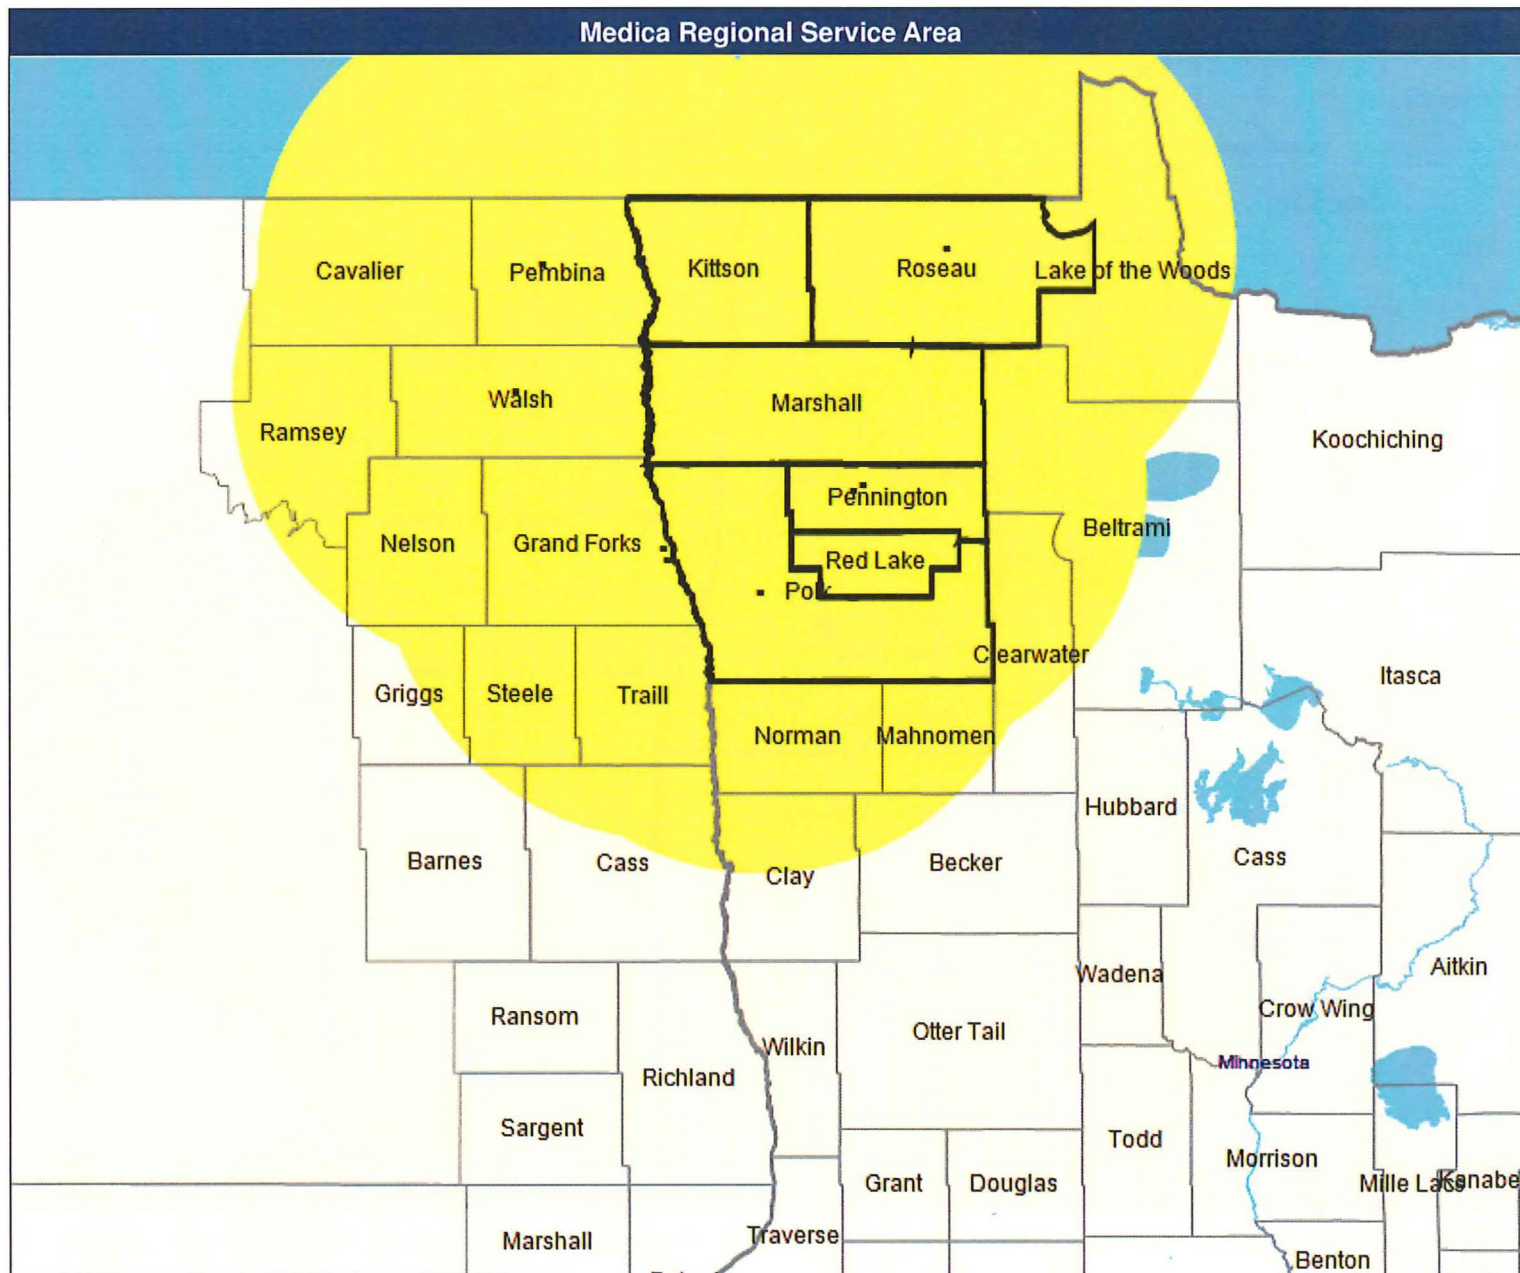 Medica Regional Service Area
Cavalier
Pembina
Kittson
Roseau
Lake of the Woods
Walsh
Marshall
Ramsey
Koochiching
Pennington
Nelson
Grand Forks
Beltrami
Red Lake
Polk
Clearwater
Griggs
Steele
Traill
Itasca
Norman
Mahnomen
Hubbard
Barnes
Cass
Clay
Becker
Cass
Wadena
Aitkin
Ransom
Crow Wing
Otter Tail
Wilkin
Minnesota
Richland
Sargent
Todd
Morrison
Grant
Douglas
Mille Lacs
Kanabe
Marshall
Traverse
Benton